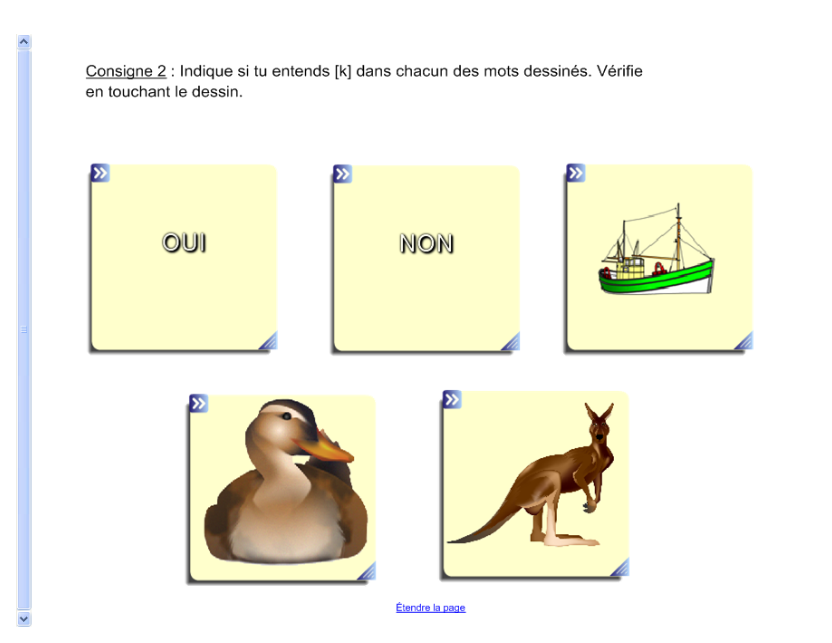 Consigne 2 : Indique si tu entends [k] dans chacun des mots dessinés. Vérifie
en touchant le dessin.
OUI
NON
Étendre la page